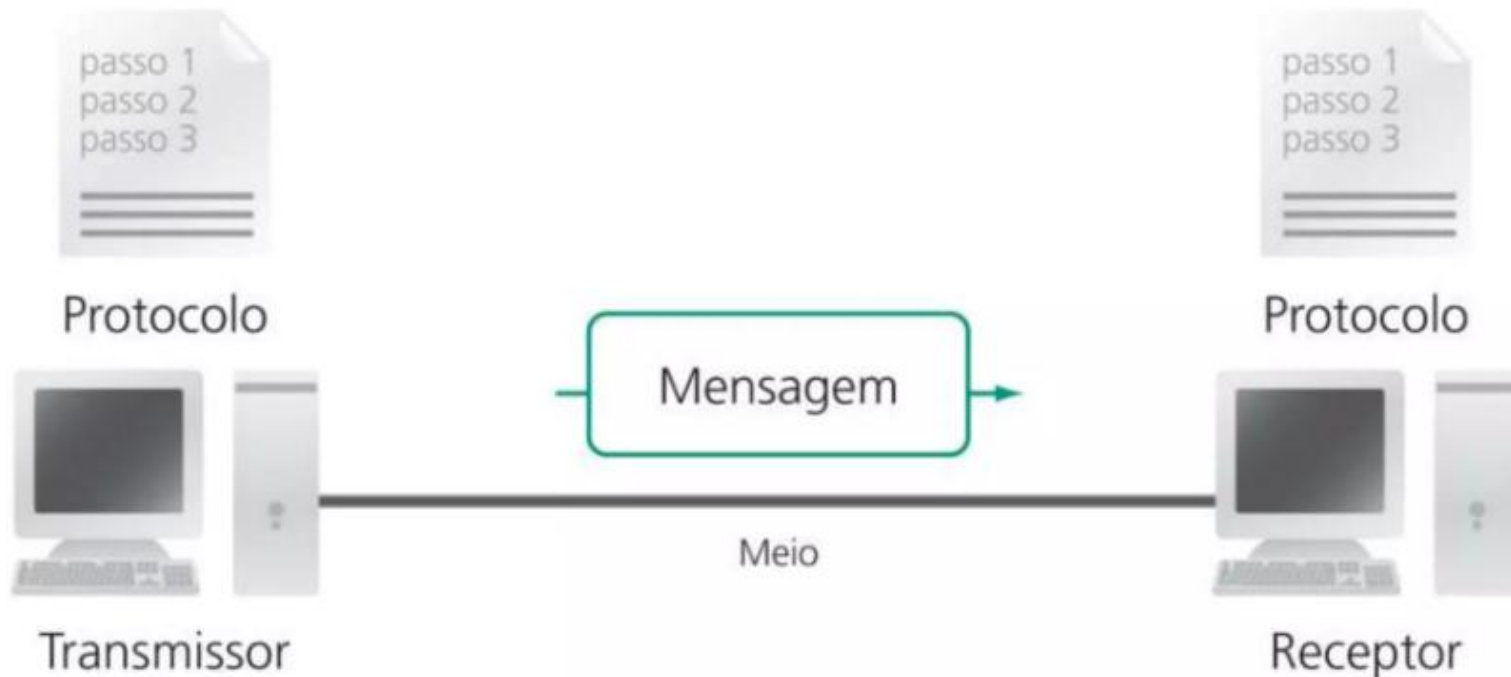 passo 1
passo 2
passo 3
Protocolo
passo 1
passo 2
passo 3
Protocolo
Mensagem
Meio
Transmissor
Receptor